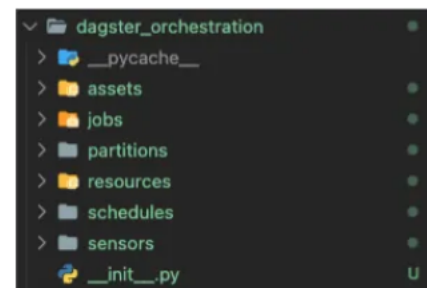 dagster_orchestration
__pycache__
assets
jobs
partitions
resources
schedules
sensors
__init__.py U